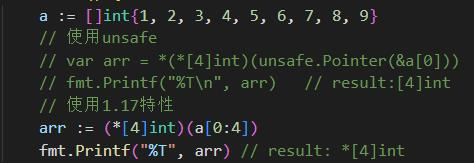 a := []int{1, 2, 3, 4, 5, 6, 7, 8, 9}
// 使用unsafe
// var arr = *(*[4]int)(unsafe.Pointer(&a[0]))
// fmt.Printf("%T\n", arr)   // result:[4]int
// 使用1.17特性
arr := (*[4]int)(a[0:4])
fmt.Printf("%T", arr) // result: *[4]int